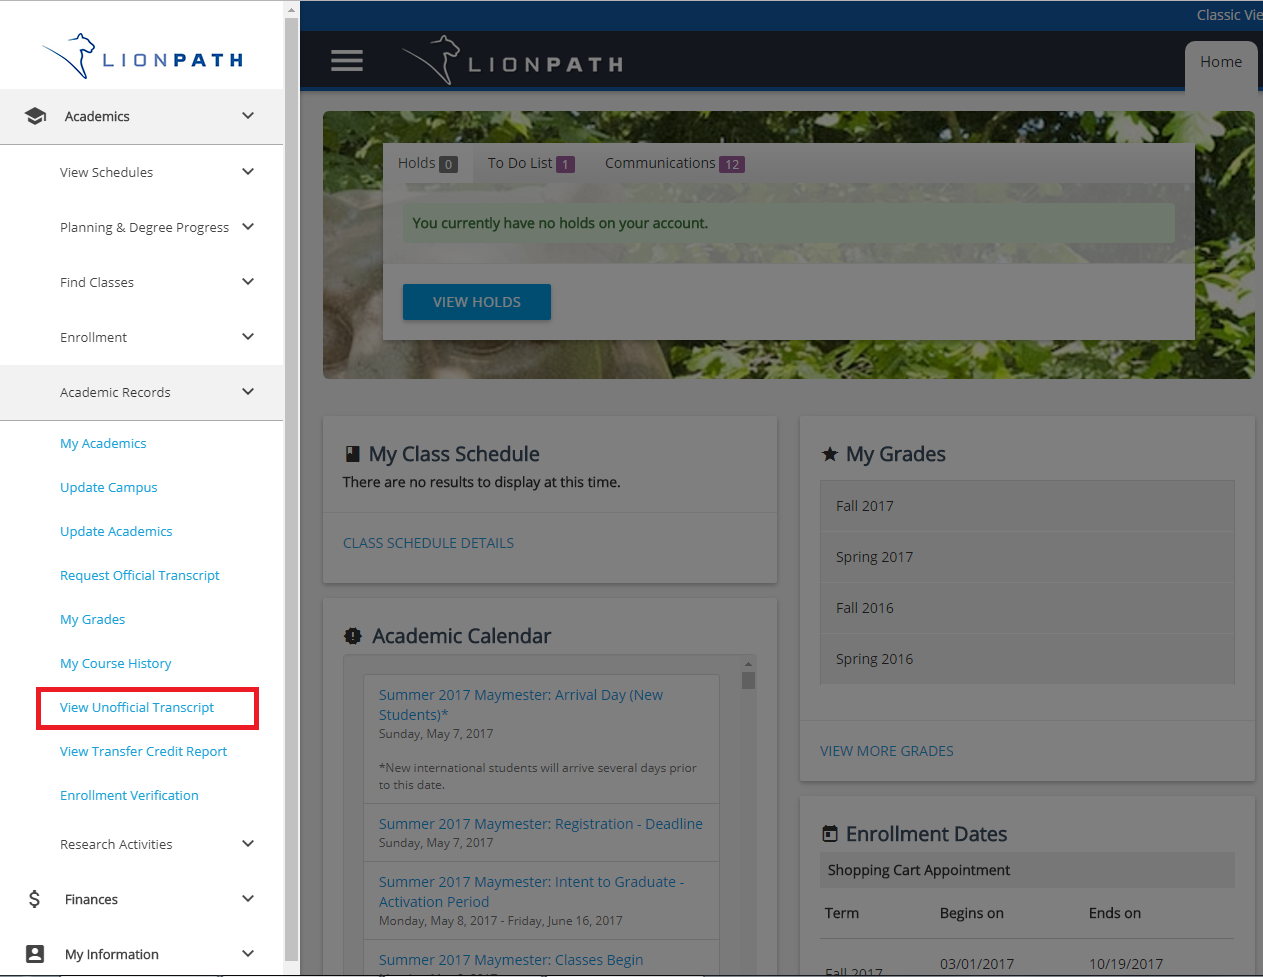 LIONPATH
Academics
View Schedules
Planning & Degree Progress
Find Classes
Enrollment
Academic Records
My Academics
Update Campus
Update Academics
Request Official Transcript
My Grades
My Course History
View Unofficial Transcript
View Transfer Credit Report
Enrollment Verification
Research Activities
$ Finances
My Information
Classic Vie
LIONPATH
Home
Holds 0 To Do List 1 Communications 12
You currently have no holds on your account.
VIEW HOLDS
My Class Schedule
There are no results to display at this time.
CLASS SCHEDULE DETAILS
Academic Calendar
Summer 2017 Maymester: Arrival Day (New
Students)*
Sunday, May 7, 2017
*New international students will arrive several days prior
to this date.
Summer 2017 Maymester: Registration - Deadline
Sunday, May 7, 2017
Summer 2017 Maymester: Intent to Graduate -
Activation Period
Monday, May 8, 2017 - Friday, June 16, 2017
Summer 2017 Maymester: Classes Begin
My Grades
Fall 2017
Spring 2017
Fall 2016
Spring 2016
VIEW MORE GRADES
Enrollment Dates
Shopping Cart Appointment
Term Begins on Ends on
Fall 2017 03/01/2017 10/19/2017